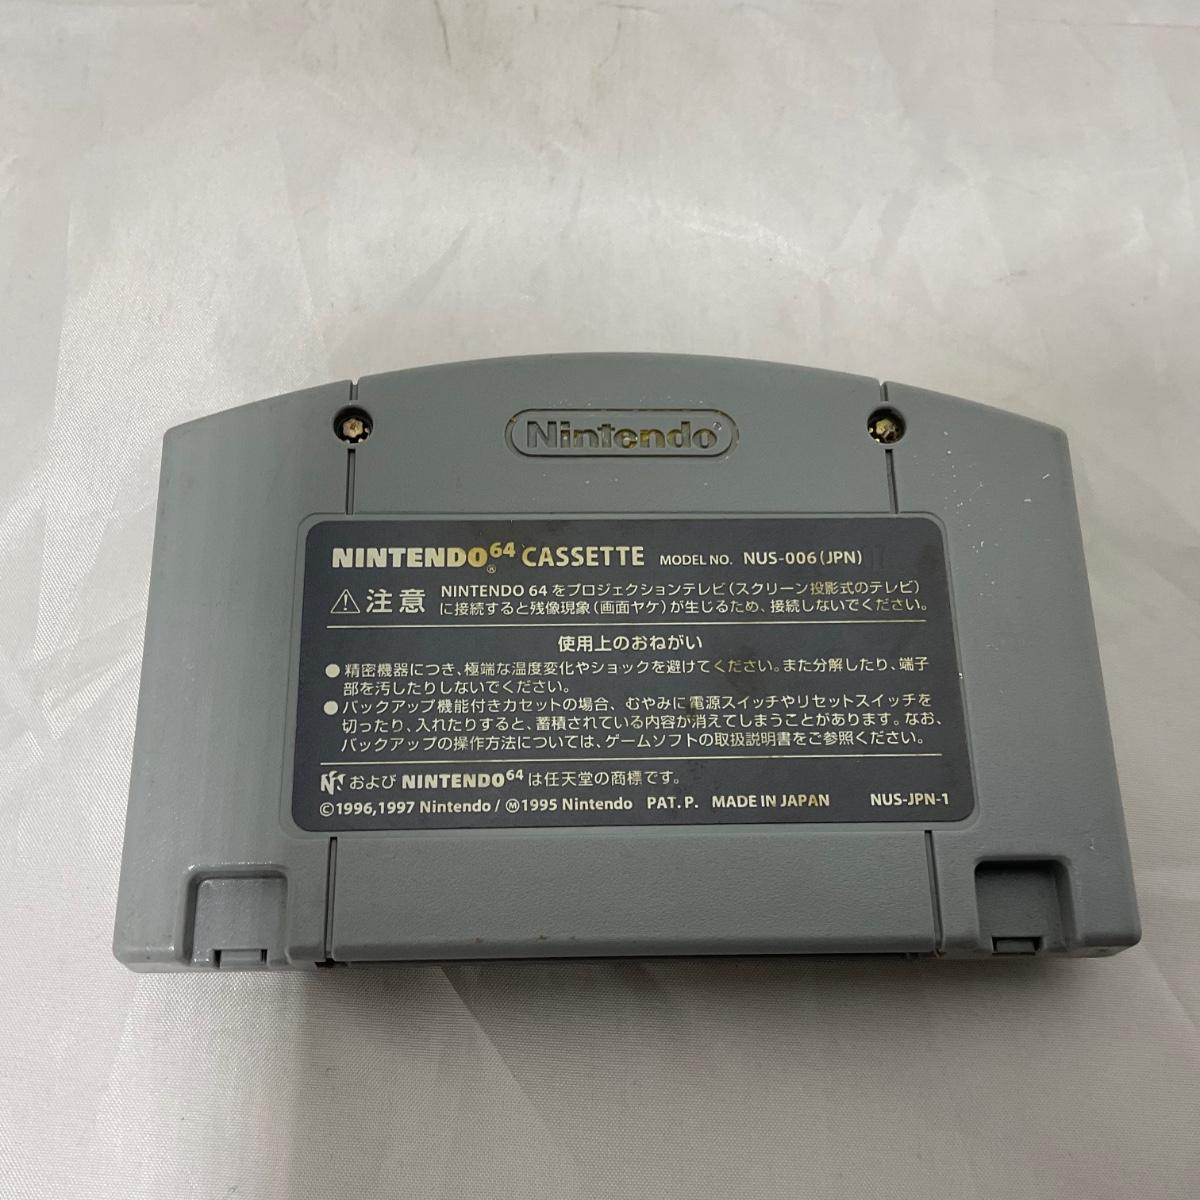 Nintendo®
NINTENDO64® CASSETTE MODEL NO. NUS-006(JPN)
⚠注意 NINTENDO 64をプロジェクションテレビ(スクリーン投影式のテレビ)
に接続すると残像現象(画面ヤケ)が生じるため、接続しないでください。
使用上のおねがい
●精密機器につき、極端な温度変化やショックを避けてください。また分解したり、端子
部を汚したりしないでください。
●バックアップ機能付きカセットの場合、むやみに電源スイッチやリセットスイッチを
切ったり、入れたりすると、蓄積されている内容が消えてしまうことがあります。なお、
バックアップの操作方法については、ゲームソフトの取扱説明書をご参照ください。
および NINTENDO64は任天堂の商標です。
©1996,1997 Nintendo/Ⓜ1995 Nintendo PAT. P. MADE IN JAPAN NUS-JPN-1